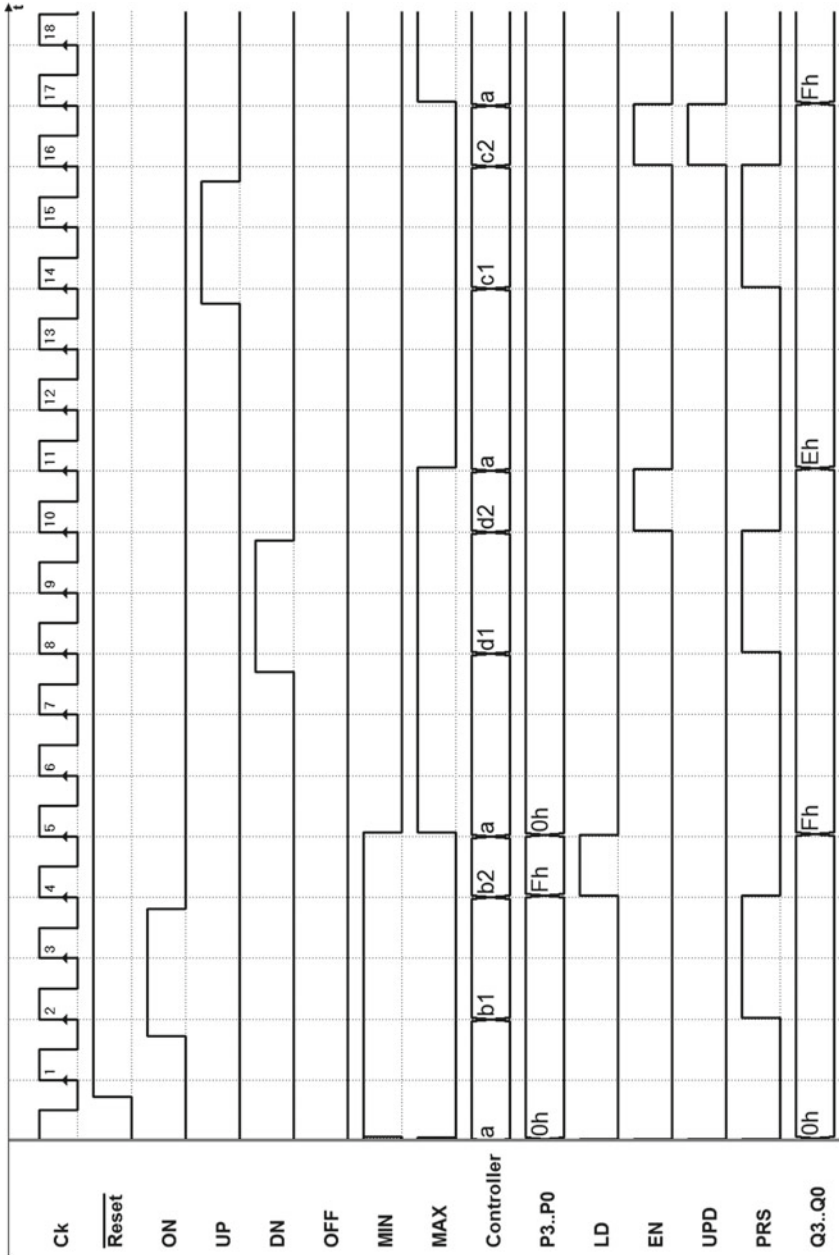 t
Ck 1 2 3 4 5 6 7 8 9 10 11 12 13 14 15 16 17 18
Reset
ON
UP
DN
OFF
MIN
MAX
Controller a b1 b2 a d1 d2 a c1 c2 a
P3..P0 0h Fh 0h
LD
EN
UPD
PRS
Q3..Q0 0h Fh Eh Fh